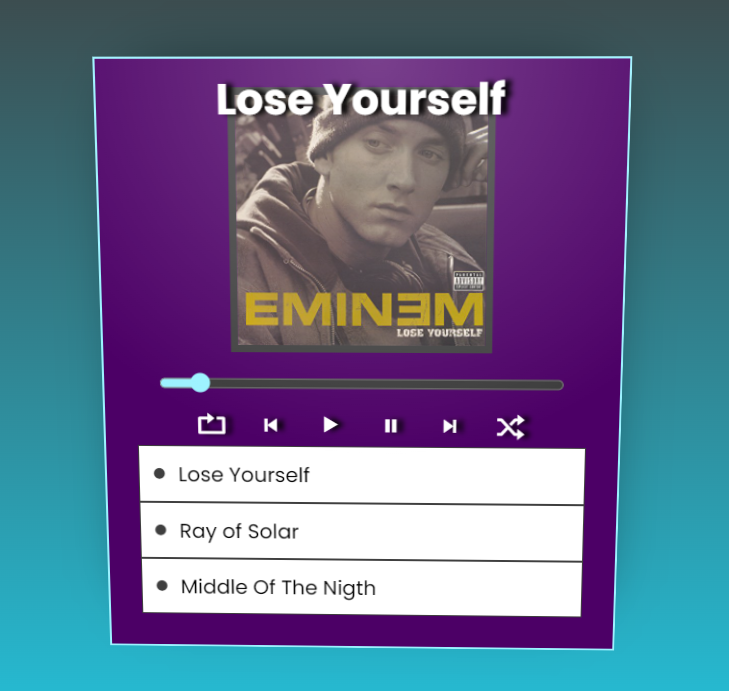 Lose Yourself
PARENTAL
ADVISORY
EXPLICIT CONTENT
EMINƎM
LOSE YOURSELF
Lose Yourself
Ray of Solar
Middle Of The Nigth